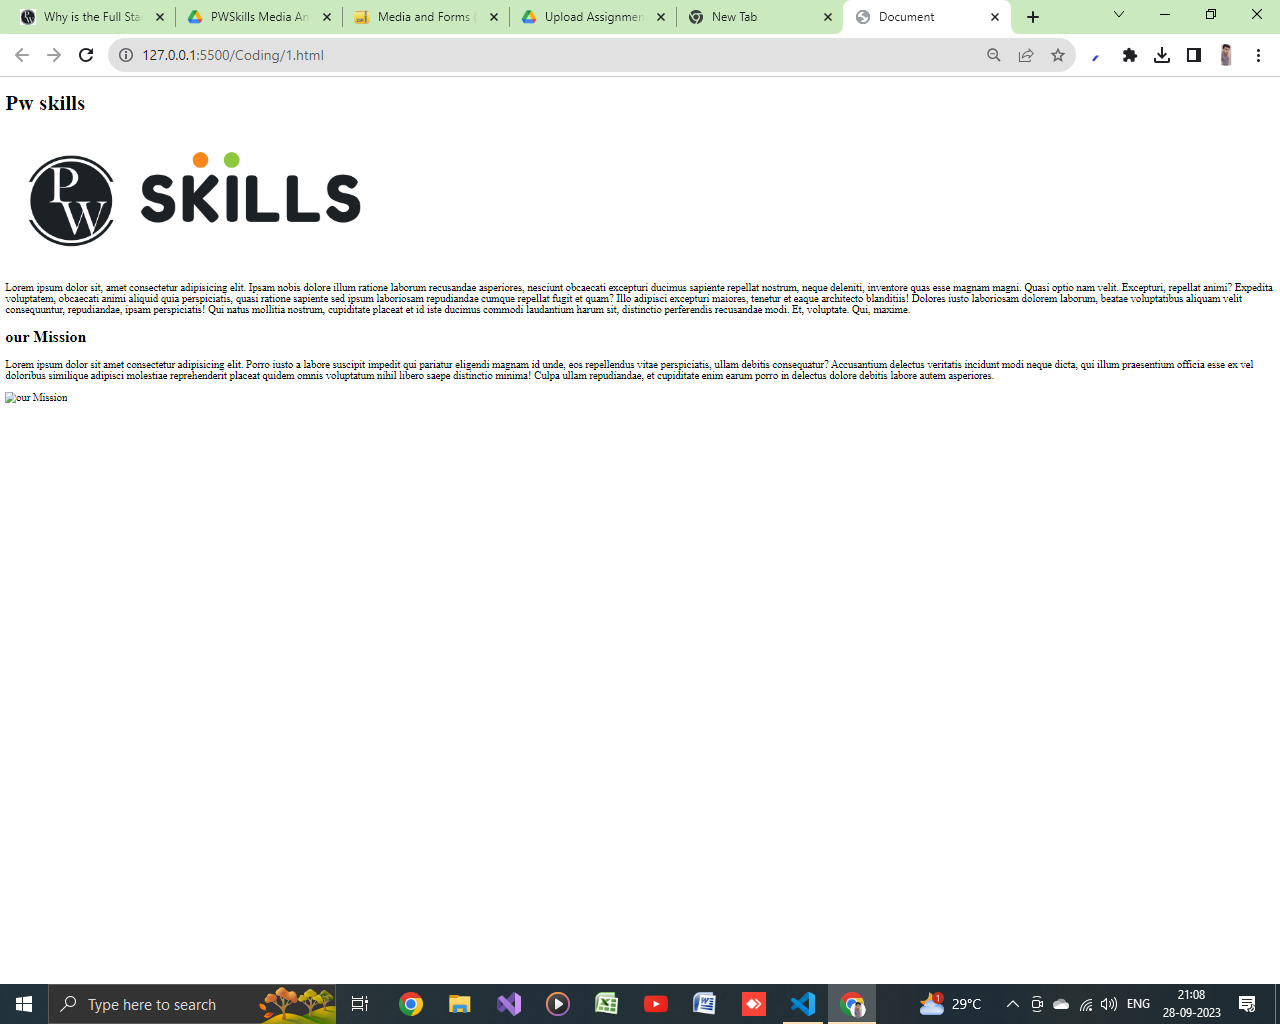 Why is the Full Sta
PWSkills Media An
Media and Forms
Upload Assignmen
New Tab
Document
127.0.0.1:5500/Coding/1.html
Pw skills
PW SKILLS
Lorem ipsum dolor sit, amet consectetur adipisicing elit. Ipsam nobis dolore illum ratione laborum recusandae asperiores, nesciunt obcaecati excepturi ducimus sapiente repellat nostrum, neque deleniti, inventore quas esse magnam magni. Quasi optio nam velit. Excepturi, repellat animi? Expedita
voluptatem, obcaecati animi aliquid quia perspiciatis, quasi ratione sapiente sed ipsum laboriosam repudiandae cumque repellat fugit et quam? Illo adipisci excepturi maiores, tenetur et eaque architecto blanditiis! Dolores iusto laboriosam dolorem laborum, beatae voluptatibus aliquam velit
consequuntur, repudiandae, ipsam perspiciatis! Qui natus mollitia nostrum, cupiditate placeat et id iste ducimus commodi laudantium harum sit, distinctio perferendis recusandae modi. Et, voluptate. Qui, maxime.
our Mission
Lorem ipsum dolor sit amet consectetur adipisicing elit. Porro iusto a labore suscipit impedit qui pariatur eligendi magnam id unde, eos repellendus vitae perspiciatis, ullam debitis consequatur? Accusantium delectus veritatis incidunt modi neque dicta, qui illum praesentium officia esse ex vel
doloribus similique adipisci molestiae reprehenderit placeat quidem omnis voluptatum nihil libero saepe distinctio minima! Culpa ullam repudiandae, et cupiditate enim earum porro in delectus dolore debitis labore autem asperiores.
our Mission
Type here to search
1
29°C
ENG
21:08
28-09-2023